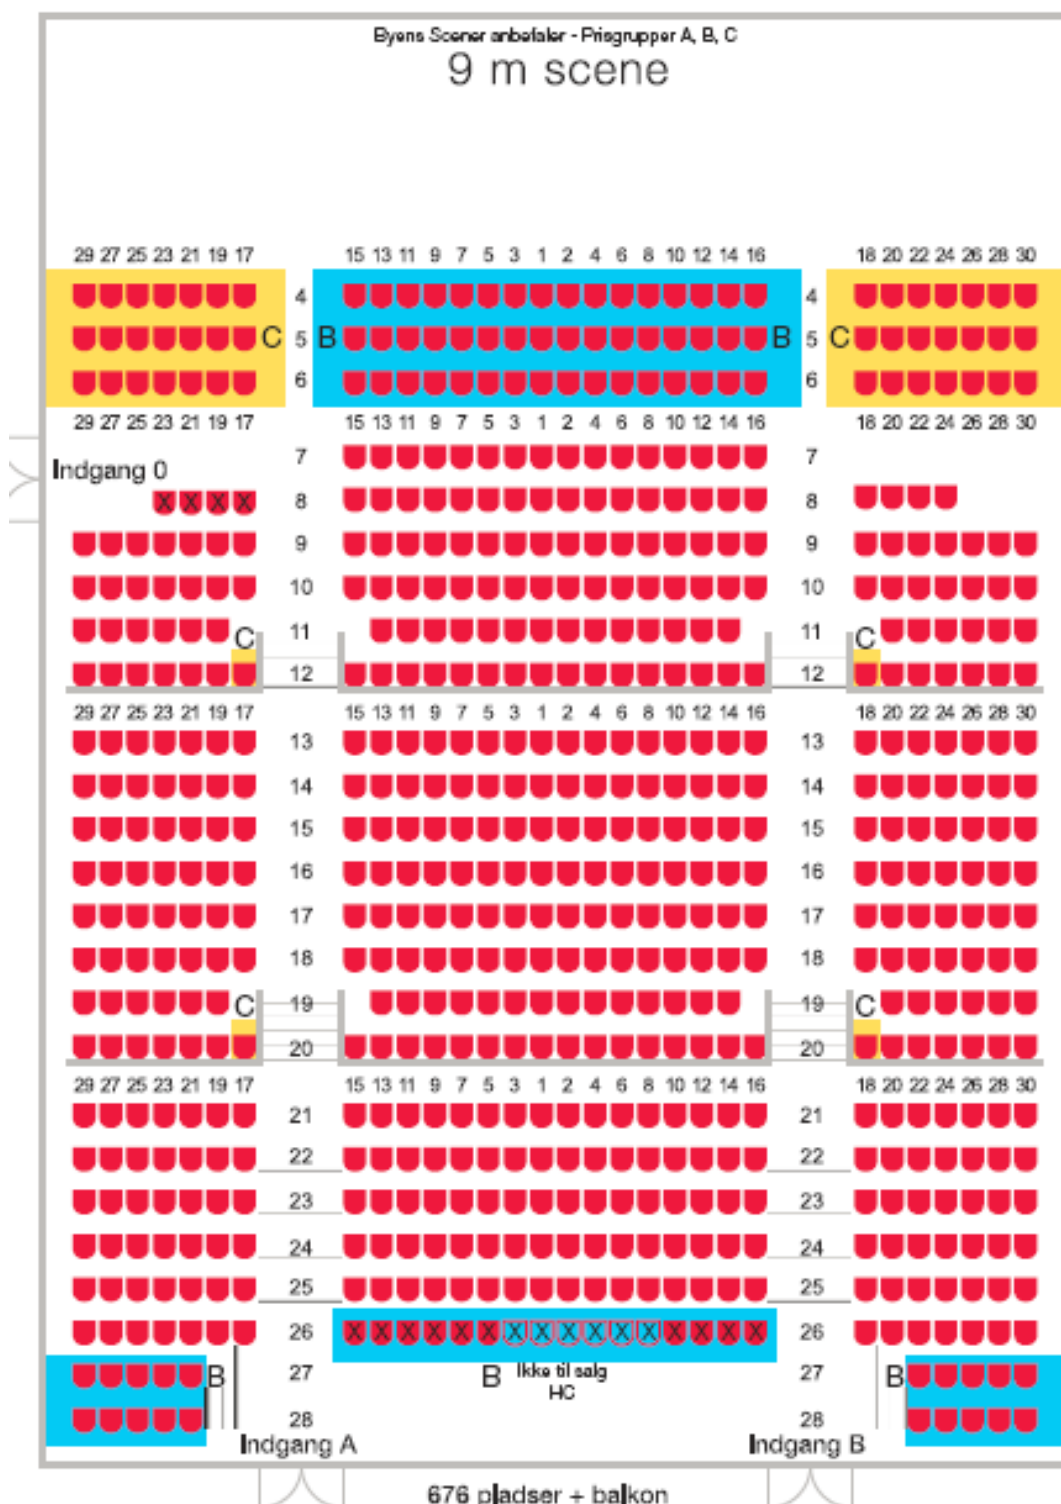 Byens Scener anbefaler - Prisgrupper A, B, C
9 m scene
29 27 25 23 21 19 17 15 13 11 9 7 5 3 1 2 4 6 8 10 12 14 16 18 20 22 24 26 28 30
4 4
C 5 B B 5 C
6 6
29 27 25 23 21 19 17 15 13 11 9 7 5 3 1 2 4 6 8 10 12 14 16 18 20 22 24 26 28 30
7 7
Indgang 0
X X X X 8 8
9 9
10 10
C 11 11 C
12 12
29 27 25 23 21 19 17 15 13 11 9 7 5 3 1 2 4 6 8 10 12 14 16 18 20 22 24 26 28 30
13 13
14 14
15 15
16 16
17 17
18 18
C 19 19 C
20 20
29 27 25 23 21 19 17 15 13 11 9 7 5 3 1 2 4 6 8 10 12 14 16 18 20 22 24 26 28 30
21 21
22 22
23 23
24 24
25 25
26 X X X X X X X X X X X X X X X X 26
B 27 B Ikke til salg 27 B
HC
28 28
Indgang A Indgang B
676 pladser + balkon